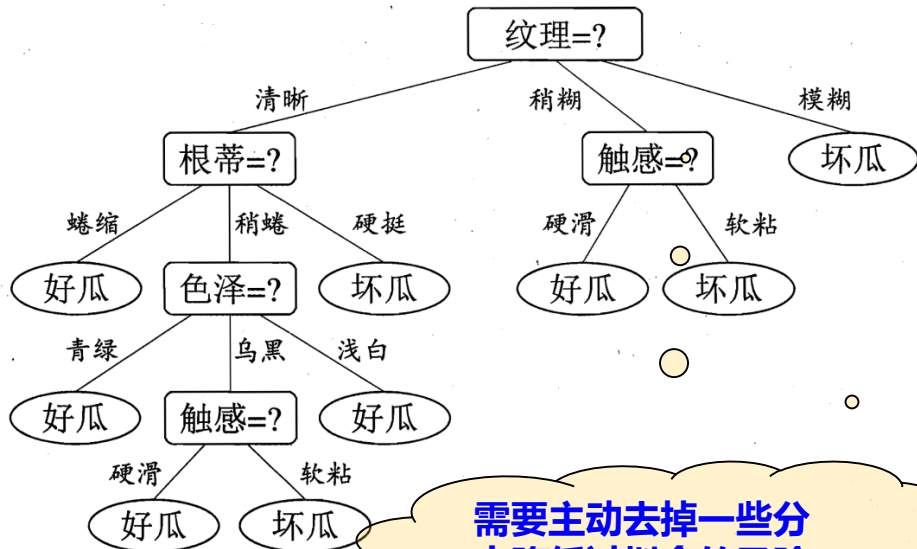 纹理=?
清晰
稍糊
模糊
根蒂=?
触感=?
坏瓜
蜷缩
稍蜷
硬挺
硬滑
软粘
好瓜
色泽=?
坏瓜
好瓜
坏瓜
青绿
乌黑
浅白
好瓜
触感=?
好瓜
硬滑
软粘
好瓜
坏瓜
需要主动去掉一些分